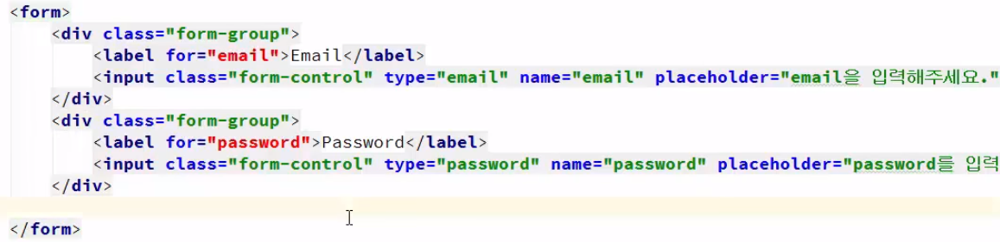 <form>
<div class="form-group">
<label for="email">Email</label>
<input class="form-control" type="email" name="email" placeholder="email을 입력해주세요."
</div>
<div class="form-group">
<label for="password">Password</label>
<input class="form-control" type="password" name="password" placeholder="password를 입력
</div>
</form>